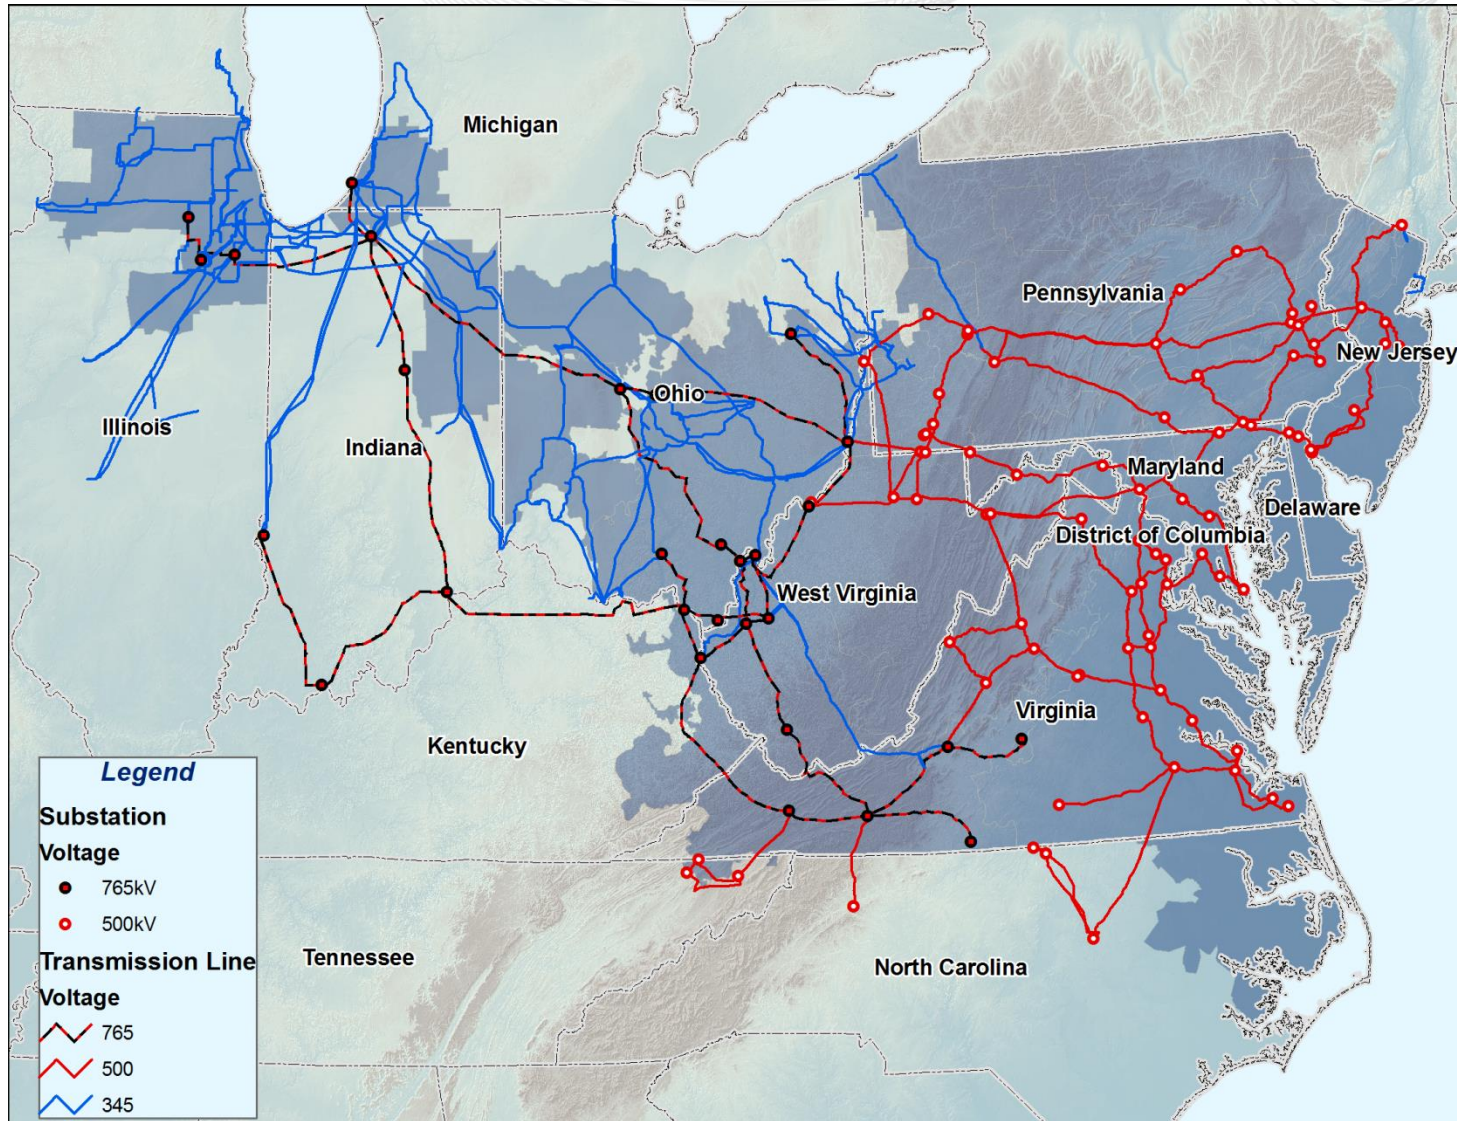 Michigan
Pennsylvania
New Jersey
Ohio
Illinois
Indiana
Maryland
Delaware
District of Columbia
West Virginia
Virginia
Kentucky
Tennessee
North Carolina
Legend
Substation
Voltage
765kV
500kV
Transmission Line
Voltage
765
500
345